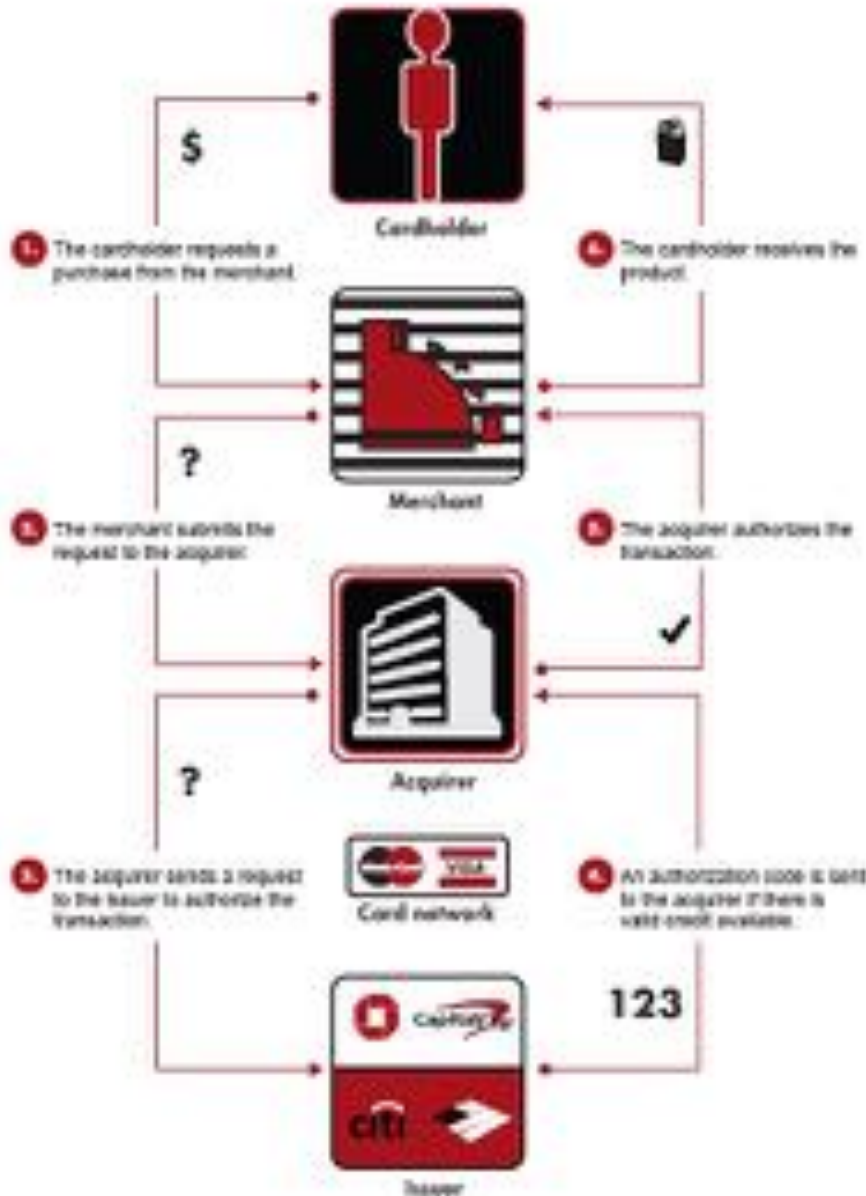 $
Cardholder
1. The cardholder requests a
purchase from the merchant.
6. The cardholder receives the
product.
?
Merchant
2. The merchant submits the
request to the acquirer.
5. The acquirer authorizes the
transaction.
?
Acquirer
3. The acquirer sends a request
to the issuer to authorize the
transaction.
VISA
Card network
4. An authorization code is sent
to the acquirer if there is
valid credit available.
123
Capital
citi
Issuer